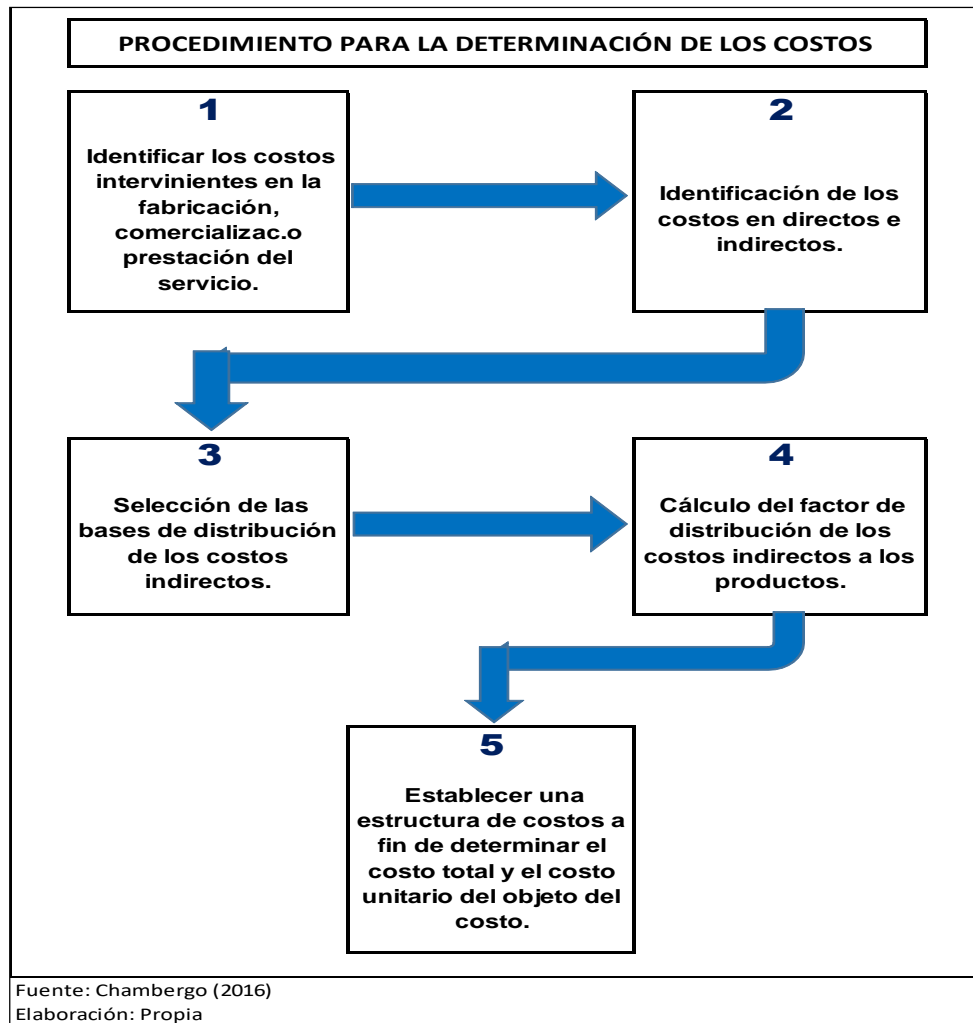 PROCEDIMIENTO PARA LA DETERMINACIÓN DE LOS COSTOS
1
Identificar los costos
intervinientes en la
fabricación,
comercializac.o
prestación del
servicio.
2
Identificación de los
costos en directos e
indirectos.
3
Selección de las
bases de distribución
de los costos
indirectos.
4
Cálculo del factor de
distribución de los
costos indirectos a los
productos.
5
Establecer una
estructura de costos a
fin de determinar el
costo total y el costo
unitario del objeto del
costo.
Fuente: Chambergo (2016)
Elaboración: Propia